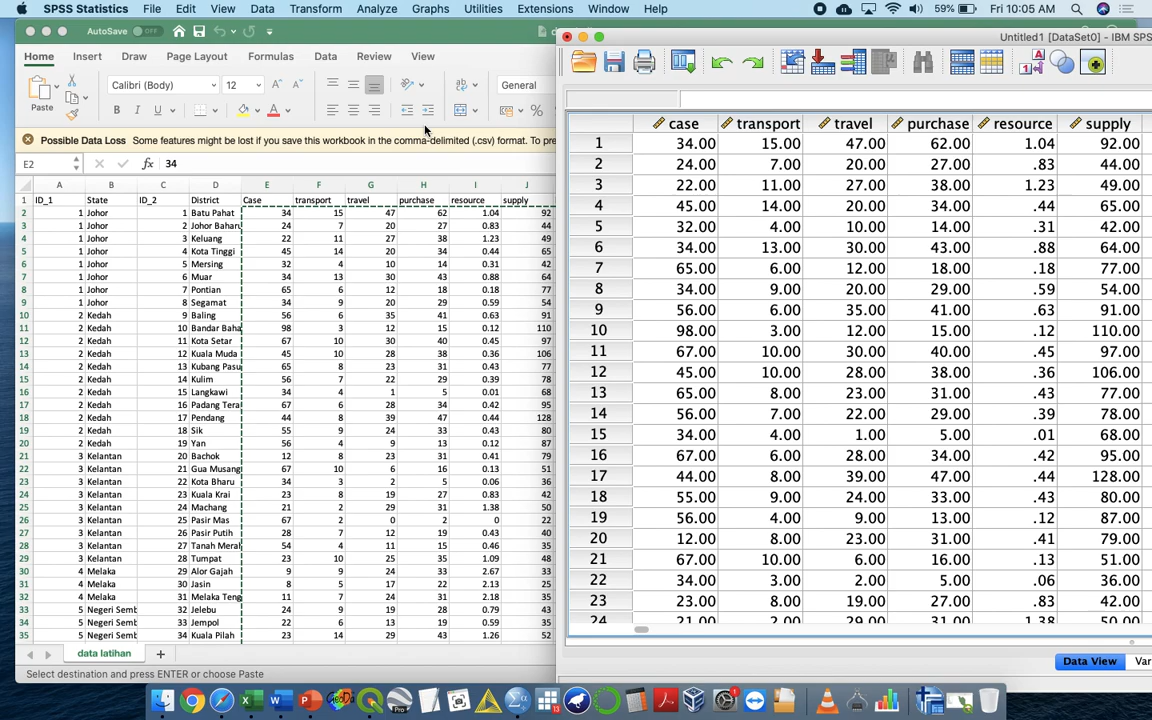 SPSS Statistics File Edit View Data Transform Analyze Graphs Utilities Extensions Window Help 59% Fri 10:05 AM
AutoSave OFF
Untitled1 [DataSet0] - IBM SPS
Home Insert Draw Page Layout Formulas Data Review View
Paste
Calibri (Body) 12
General
%
Possible Data Loss Some features might be lost if you save this workbook in the comma-delimited (.csv) format. To pre
E2 fx 34
A B C D E F G H I J
1 ID_1 State ID_2 District Case transport travel purchase resource supply
2 1 Johor 1 Batu Pahat 34 15 47 62 1.04 92
3 1 Johor 2 Johor Baharu 24 7 20 27 0.83 44
4 1 Johor 3 Keluang 22 11 27 38 1.23 49
5 1 Johor 4 Kota Tinggi 45 14 20 34 0.44 65
6 1 Johor 5 Mersing 32 4 10 14 0.31 42
7 1 Johor 6 Muar 34 13 30 43 0.88 64
8 1 Johor 7 Pontian 65 6 12 18 0.18 77
9 1 Johor 8 Segamat 34 9 20 29 0.59 54
10 2 Kedah 9 Baling 56 6 35 41 0.63 91
11 2 Kedah 10 Bandar Baha 98 3 12 15 0.12 110
12 2 Kedah 11 Kota Setar 67 10 30 40 0.45 97
13 2 Kedah 12 Kuala Muda 45 10 28 38 0.36 106
14 2 Kedah 13 Kubang Pasu 65 8 23 31 0.43 77
15 2 Kedah 14 Kulim 56 7 22 29 0.39 78
16 2 Kedah 15 Langkawi 34 4 1 5 0.01 68
17 2 Kedah 16 Padang Tera 67 6 28 34 0.42 95
18 2 Kedah 17 Pendang 44 8 39 47 0.44 128
19 2 Kedah 18 Sik 55 9 24 33 0.43 80
20 2 Kedah 19 Yan 56 4 9 13 0.12 87
21 3 Kelantan 20 Bachok 12 8 23 31 0.41 79
22 3 Kelantan 21 Gua Musang 67 10 6 16 0.13 51
23 3 Kelantan 22 Kota Bharu 34 3 2 5 0.06 36
24 3 Kelantan 23 Kuala Krai 23 8 19 27 0.83 42
25 3 Kelantan 24 Machang 21 2 29 31 1.38 50
26 3 Kelantan 25 Pasir Mas 67 2 0 2 0 22
27 3 Kelantan 26 Pasir Putih 28 7 12 19 0.43 40
28 3 Kelantan 27 Tanah Merah 54 4 11 15 0.46 35
29 3 Kelantan 28 Tumpat 23 10 25 35 1.09 48
30 4 Melaka 29 Alor Gajah 9 9 24 33 2.67 33
31 4 Melaka 30 Jasin 8 5 17 22 2.13 25
32 4 Melaka 31 Melaka Teng 11 7 24 31 2.18 35
33 5 Negeri Semb 32 Jelebu 24 9 19 28 0.79 43
34 5 Negeri Semb 33 Jempol 22 6 13 19 0.59 35
35 5 Negeri Semb 34 Kuala Pilah 23 14 29 43 1.26 52
data latihan
Select destination and press ENTER or choose Paste
case transport travel purchase resource supply
1 34.00 15.00 47.00 62.00 1.04 92.00
2 24.00 7.00 20.00 27.00 .83 44.00
3 22.00 11.00 27.00 38.00 1.23 49.00
4 45.00 14.00 20.00 34.00 .44 65.00
5 32.00 4.00 10.00 14.00 .31 42.00
6 34.00 13.00 30.00 43.00 .88 64.00
7 65.00 6.00 12.00 18.00 .18 77.00
8 34.00 9.00 20.00 29.00 .59 54.00
9 56.00 6.00 35.00 41.00 .63 91.00
10 98.00 3.00 12.00 15.00 .12 110.00
11 67.00 10.00 30.00 40.00 .45 97.00
12 45.00 10.00 28.00 38.00 .36 106.00
13 65.00 8.00 23.00 31.00 .43 77.00
14 56.00 7.00 22.00 29.00 .39 78.00
15 34.00 4.00 1.00 5.00 .01 68.00
16 67.00 6.00 28.00 34.00 .42 95.00
17 44.00 8.00 39.00 47.00 .44 128.00
18 55.00 9.00 24.00 33.00 .43 80.00
19 56.00 4.00 9.00 13.00 .12 87.00
20 12.00 8.00 23.00 31.00 .41 79.00
21 67.00 10.00 6.00 16.00 .13 51.00
22 34.00 3.00 2.00 5.00 .06 36.00
23 23.00 8.00 19.00 27.00 .83 42.00
24 21.00 2.00 29.00 31.00 1.38 50.00
Data View Var